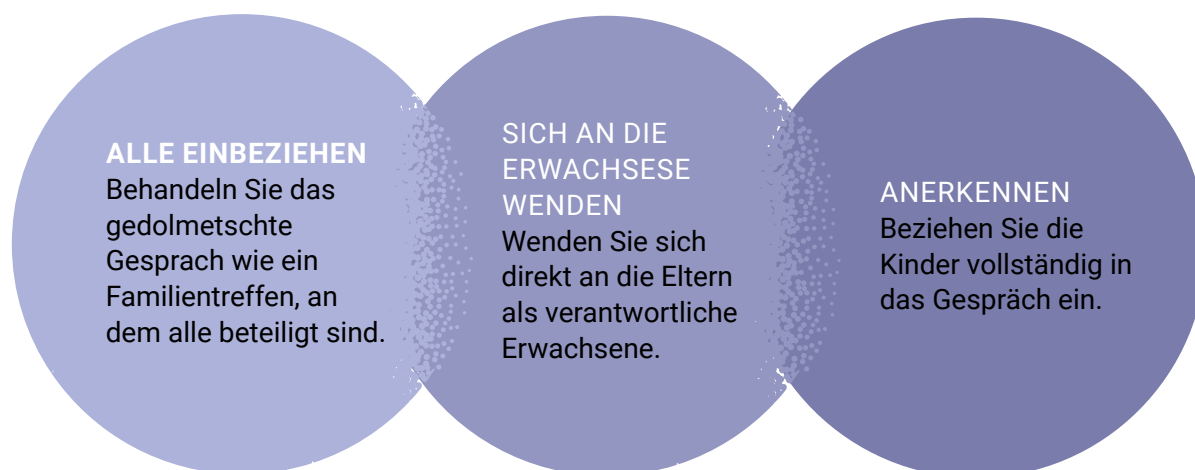 ALLE EINBEZIEHEN
Behandeln Sie das
gedolmetschte
Gesprach wie ein
Familientreffen, an
dem alle beteiligt sind.
SICH AN DIE
ERWACHSESE
WENDEN
Wenden Sie sich
direkt an die Eltern
als verantwortliche
Erwachsene.
ANERKENNEN
Beziehen Sie die
Kinder vollständig in
das Gespräch ein.